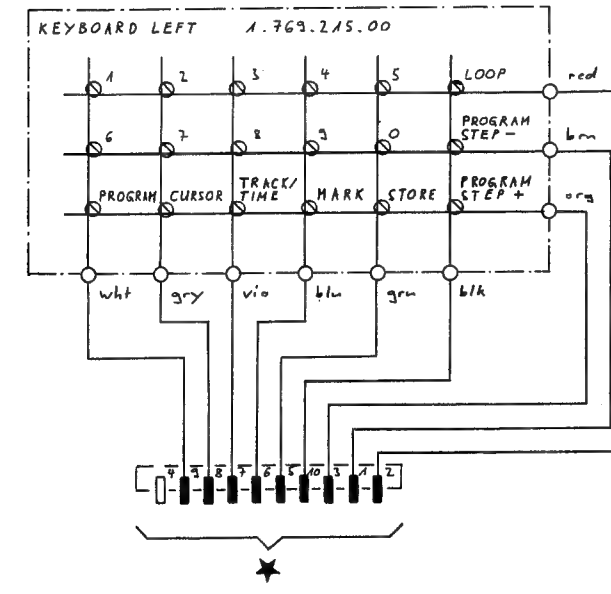 KEYBOARD LEFT 1.769.215.00
1 2 3 4 5 LOOP red
6 7 8 9 0 PROGRAM STEP - brn
PROGRAM CURSOR TRACK/ TIME MARK STORE PROGRAM STEP + org
wht gry vio blu grn blk
4 9 8 7 6 5 10 3 1 2